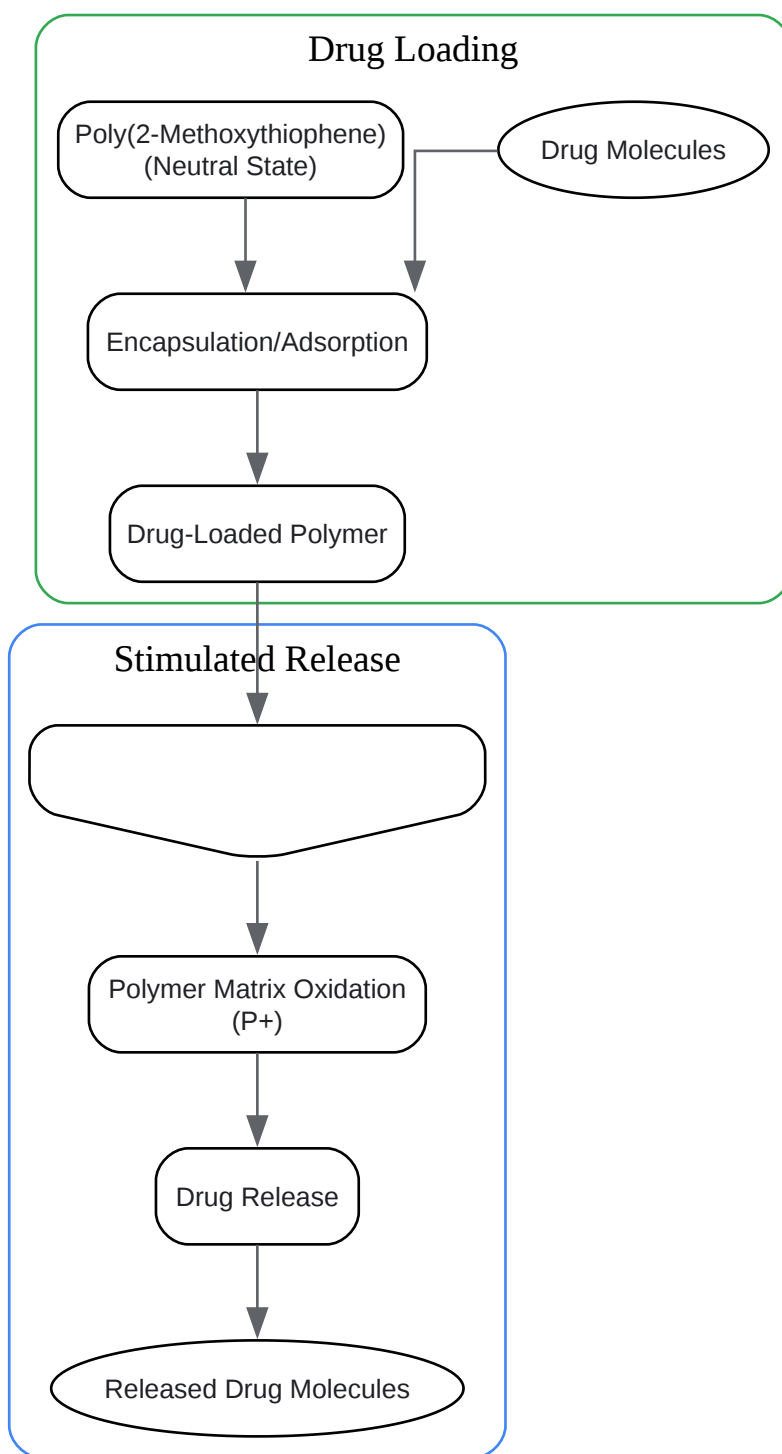 Drug Loading
Poly(2-Methoxythiophene)
(Neutral State)
Drug Molecules
Encapsulation/Adsorption
Drug-Loaded Polymer
Stimulated Release
Polymer Matrix Oxidation
(P+)
Drug Release
Released Drug Molecules